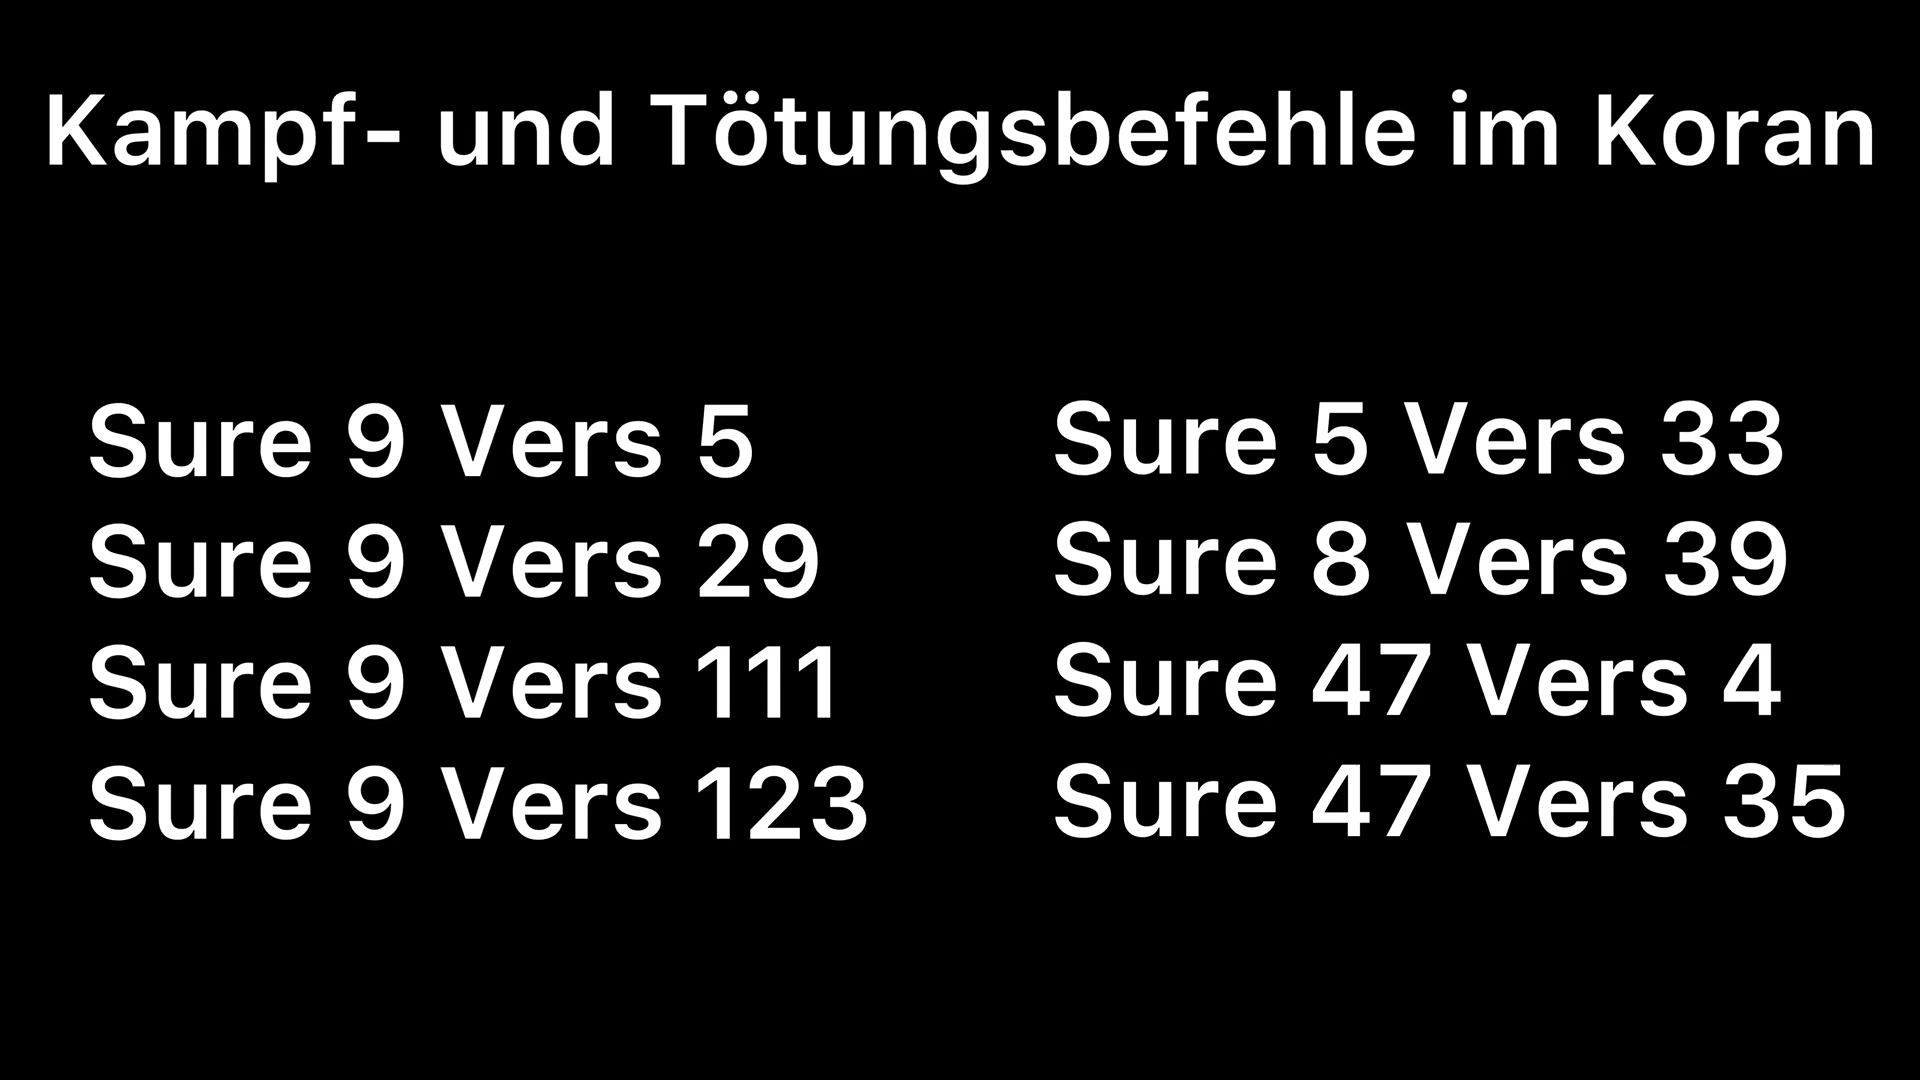 Kampf- und Tötungsbefehle im Koran
Sure 9 Vers 5
Sure 9 Vers 29
Sure 9 Vers 111
Sure 9 Vers 123
Sure 5 Vers 33
Sure 8 Vers 39
Sure 47 Vers 4
Sure 47 Vers 35